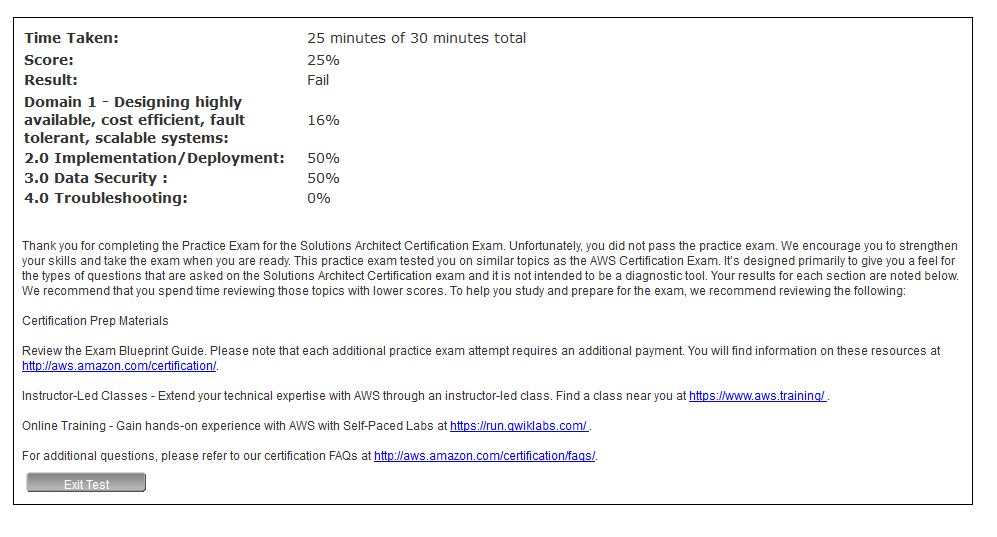 Time Taken: 25 minutes of 30 minutes total
Score: 25%
Result: Fail
Domain 1 - Designing highly
available, cost efficient, fault 16%
tolerant, scalable systems:
2.0 Implementation/Deployment: 50%
3.0 Data Security : 50%
4.0 Troubleshooting: 0%
Thank you for completing the Practice Exam for the Solutions Architect Certification Exam. Unfortunately, you did not pass the practice exam. We encourage you to strengthen
your skills and take the exam when you are ready. This practice exam tested you on similar topics as the AWS Certification Exam. It's designed primarily to give you a feel for
the types of questions that are asked on the Solutions Architect Certification exam and it is not intended to be a diagnostic tool. Your results for each section are noted below.
We recommend that you spend time reviewing those topics with lower scores. To help you study and prepare for the exam, we recommend reviewing the following:
Certification Prep Materials
Review the Exam Blueprint Guide. Please note that each additional practice exam attempt requires an additional payment. You will find information on these resources at
http://aws.amazon.com/certification/.
Instructor-Led Classes - Extend your technical expertise with AWS through an instructor-led class. Find a class near you at https://www.aws.training/ .
Online Training - Gain hands-on experience with AWS with Self-Paced Labs at https://run.qwiklabs.com/ .
For additional questions, please refer to our certification FAQs at http://aws.amazon.com/certification/faqs/.
Exit Test